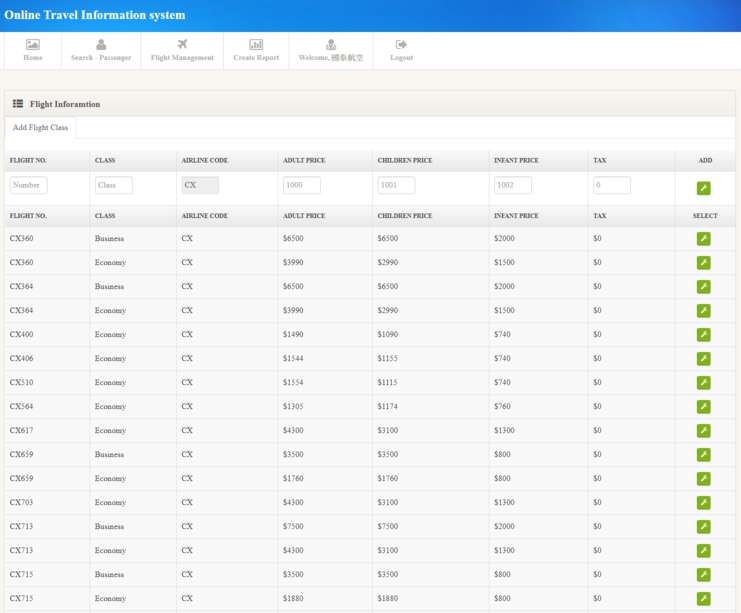 Online Travel Information system
Home Search - Passenger Flight Management Create Report Welcome, 國泰航空 Logout
Flight Inforamtion
Add Flight Class
FLIGHT NO. CLASS AIRLINE CODE ADULT PRICE CHILDREN PRICE INFANT PRICE TAX ADD
Number Class CX 1000 1001 1002 0
FLIGHT NO. CLASS AIRLINE CODE ADULT PRICE CHILDREN PRICE INFANT PRICE TAX SELECT
CX360 Business CX $6500 $6500 $2000 $0
CX360 Economy CX $3990 $2990 $1500 $0
CX364 Business CX $6500 $6500 $2000 $0
CX364 Economy CX $3990 $2990 $1500 $0
CX400 Economy CX $1490 $1090 $740 $0
CX406 Economy CX $1544 $1155 $740 $0
CX510 Economy CX $1554 $1115 $740 $0
CX564 Economy CX $1305 $1174 $760 $0
CX617 Economy CX $4300 $3100 $1300 $0
CX659 Business CX $3500 $3500 $800 $0
CX659 Economy CX $1760 $1760 $800 $0
CX703 Economy CX $4300 $3100 $1300 $0
CX713 Business CX $7500 $7500 $2000 $0
CX713 Economy CX $4300 $3100 $1300 $0
CX715 Business CX $3500 $3500 $800 $0
CX715 Economy CX $1880 $1880 $800 $0